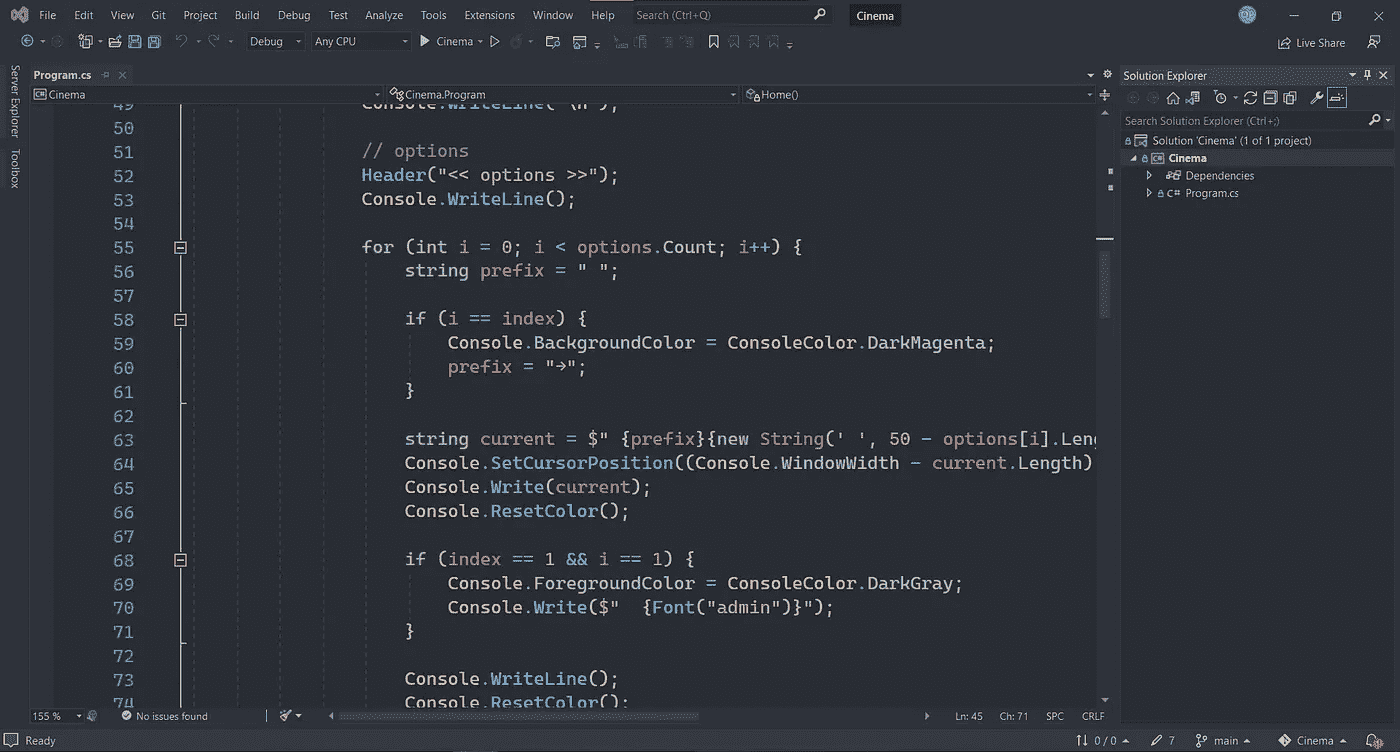 File Edit View Git Project Build Debug Test Analyze Tools Extensions Window Help Search (Ctrl+Q) Cinema
Debug Any CPU Cinema Live Share
Server Explorer
Toolbox
Program.cs
Cinema Cinema.Program Home()
49 Console.WriteLine("\n");
50
51 // options
52 Header("<< options >>");
53 Console.WriteLine();
54
55 for (int i = 0; i < options.Count; i++) {
56 string prefix = " ";
57
58 if (i == index) {
59 Console.BackgroundColor = ConsoleColor.DarkMagenta;
60 prefix = "→";
61 }
62
63 string current = $" {prefix}{new String(' ', 50 - options[i].Leng
64 Console.SetCursorPosition((Console.WindowWidth - current.Length)
65 Console.Write(current);
66 Console.ResetColor();
67
68 if (index == 1 && i == 1) {
69 Console.ForegroundColor = ConsoleColor.DarkGray;
70 Console.Write($"  {Font("admin")}");
71 }
72
73 Console.WriteLine();
74 Console.ResetColor();
155 % No issues found Ln: 45 Ch: 71 SPC CRLF
Solution Explorer
Search Solution Explorer (Ctrl+;)
Solution 'Cinema' (1 of 1 project)
Cinema
Dependencies
C# Program.cs
Ready 0 / 0 7 main Cinema